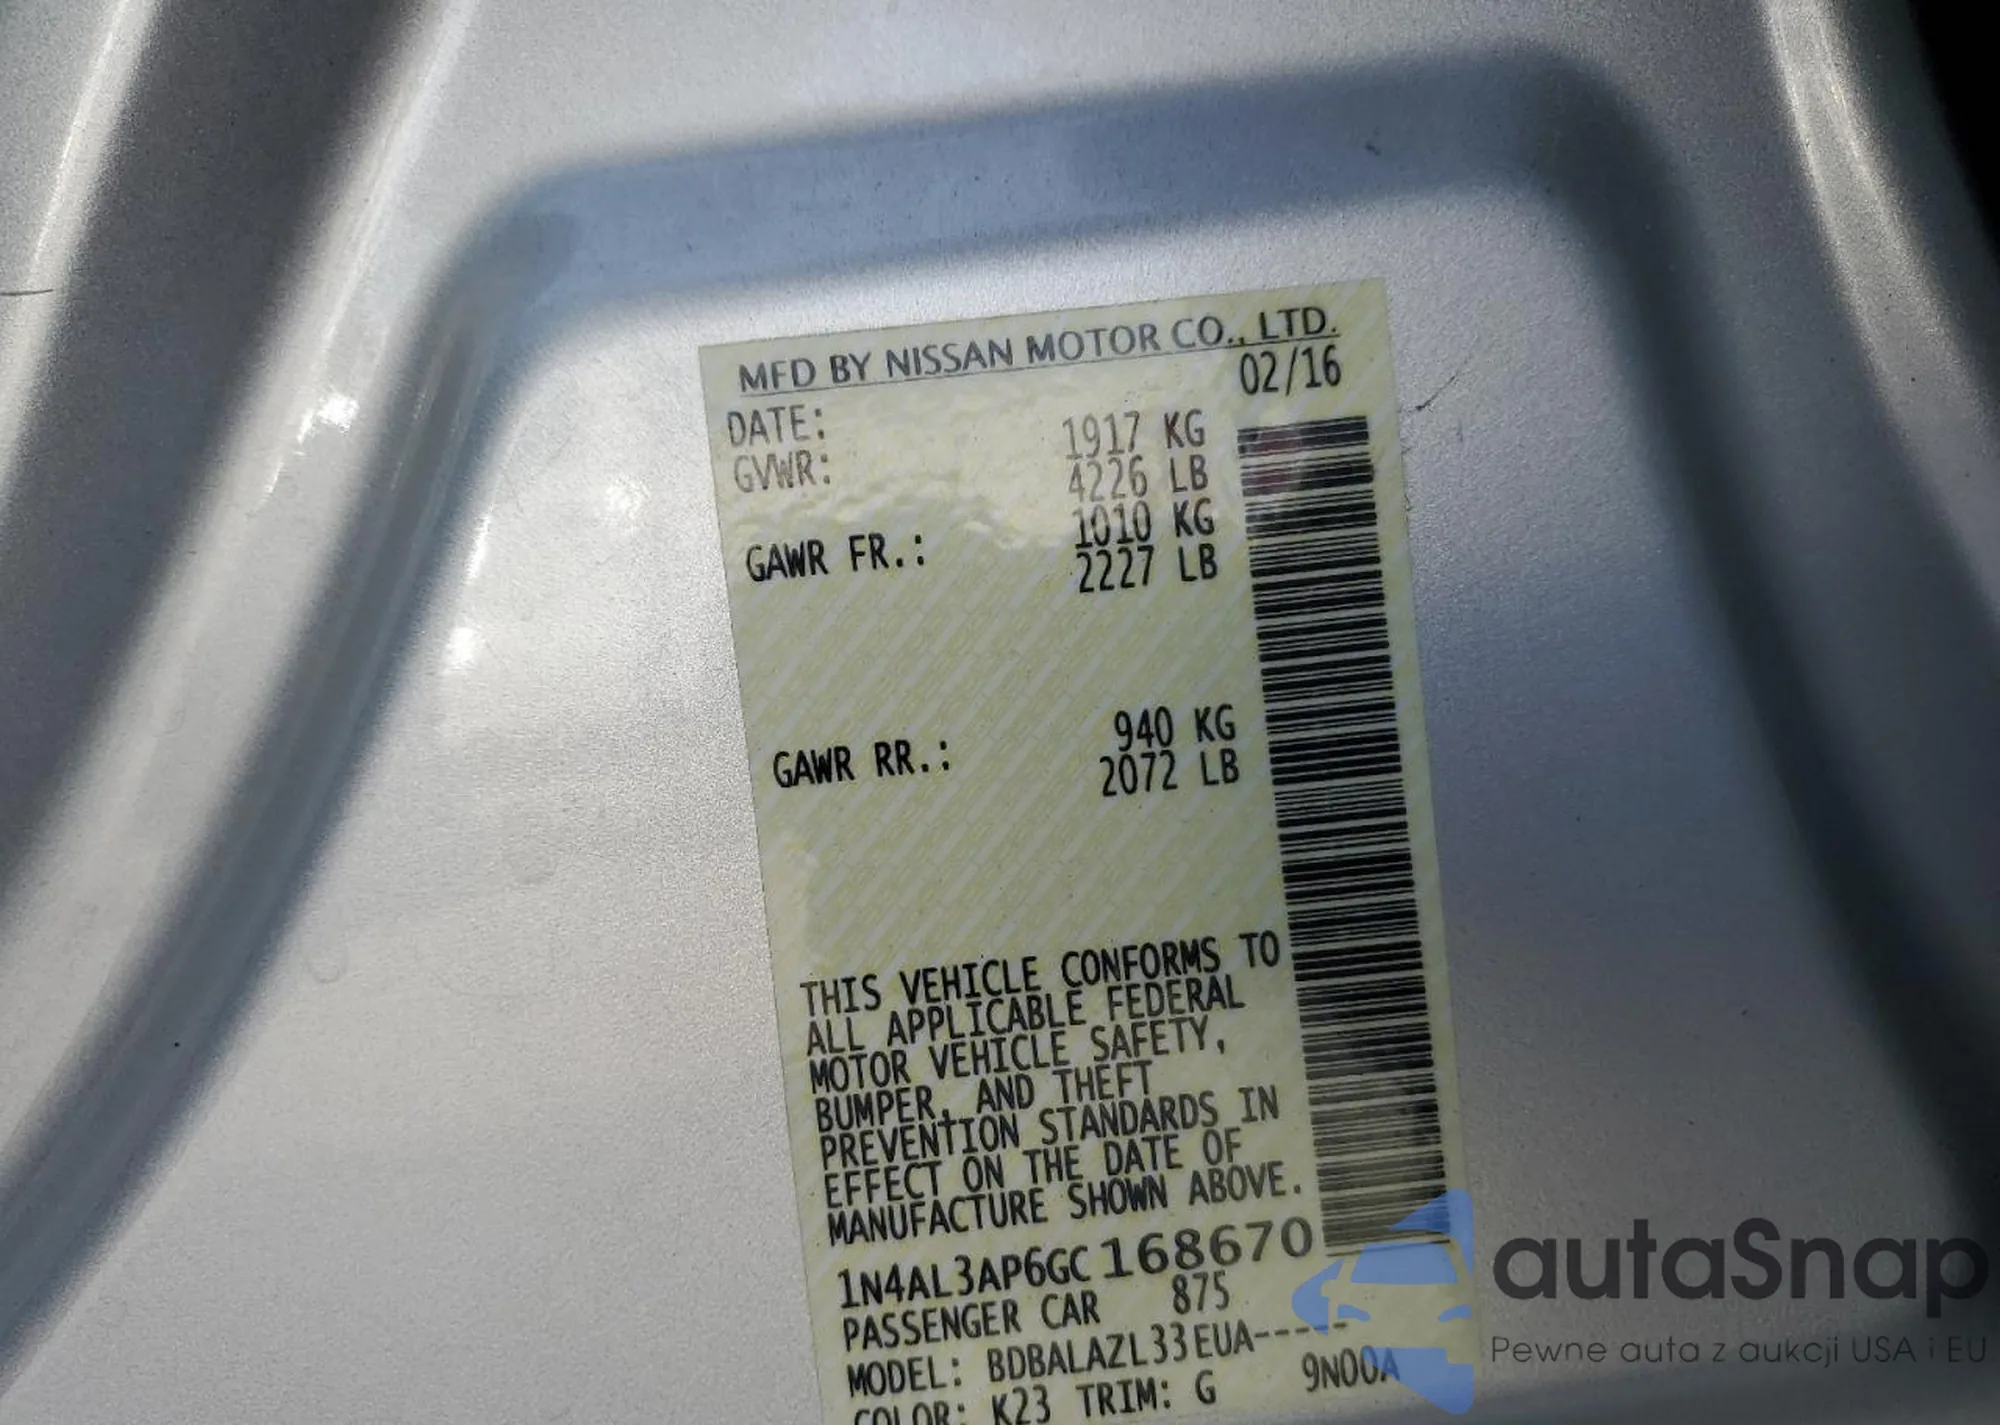 MFD BY NISSAN MOTOR CO., LTD.
DATE: 02/16
GVWR: 1917 KG
4226 LB
GAWR FR.: 1010 KG
2227 LB
GAWR RR.: 940 KG
2072 LB
THIS VEHICLE CONFORMS TO
ALL APPLICABLE FEDERAL
MOTOR VEHICLE SAFETY,
BUMPER, AND THEFT
PREVENTION STANDARDS IN
EFFECT ON THE DATE OF
MANUFACTURE SHOWN ABOVE.
1N4AL3AP6GC168670
PASSENGER CAR 875
MODEL: BDBALAZL33EUA-----
COLOR: K23 TRIM: G 9N00A
autaSnap
Pewne auta z aukcji USA i EU